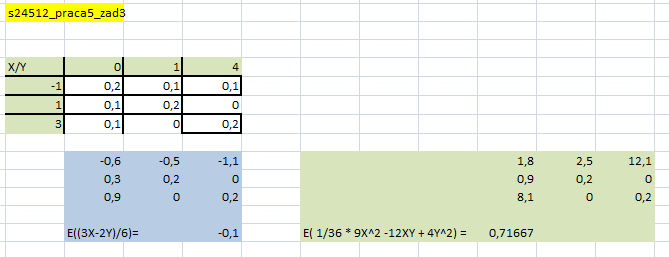 s24512_praca5_zad3
X/Y 0 1 4
-1 0,2 0,1 0,1
1 0,1 0,2 0
3 0,1 0 0,2
-0,6 -0,5 -1,1 1,8 2,5 12,1
0,3 0,2 0 0,9 0,2 0
0,9 0 0,2 8,1 0 0,2
E((3X-2Y)/6)= -0,1 E( 1/36 * 9X^2 -12XY + 4Y^2) = 0,71667